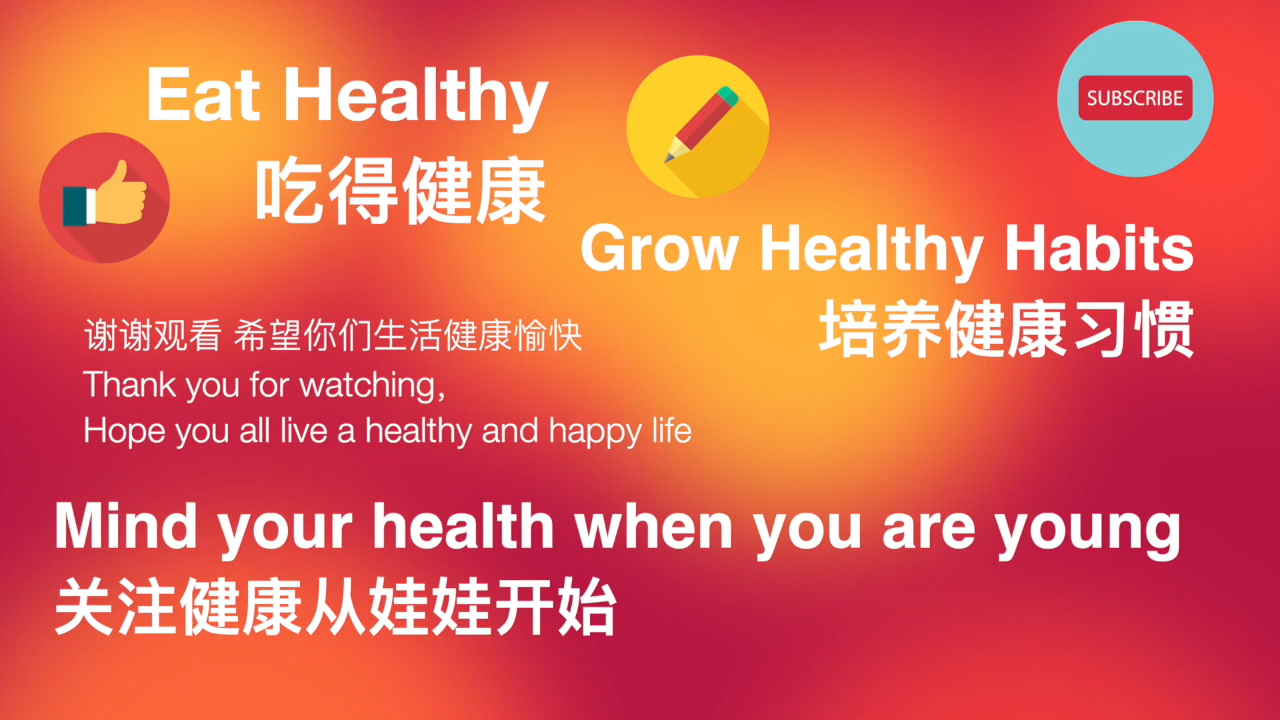 Eat Healthy
吃得健康
SUBSCRIBE
Grow Healthy Habits
培养健康习惯
谢谢观看 希望你们生活健康愉快
Thank you for watching,
Hope you all live a healthy and happy life
Mind your health when you are young
关注健康从娃娃开始